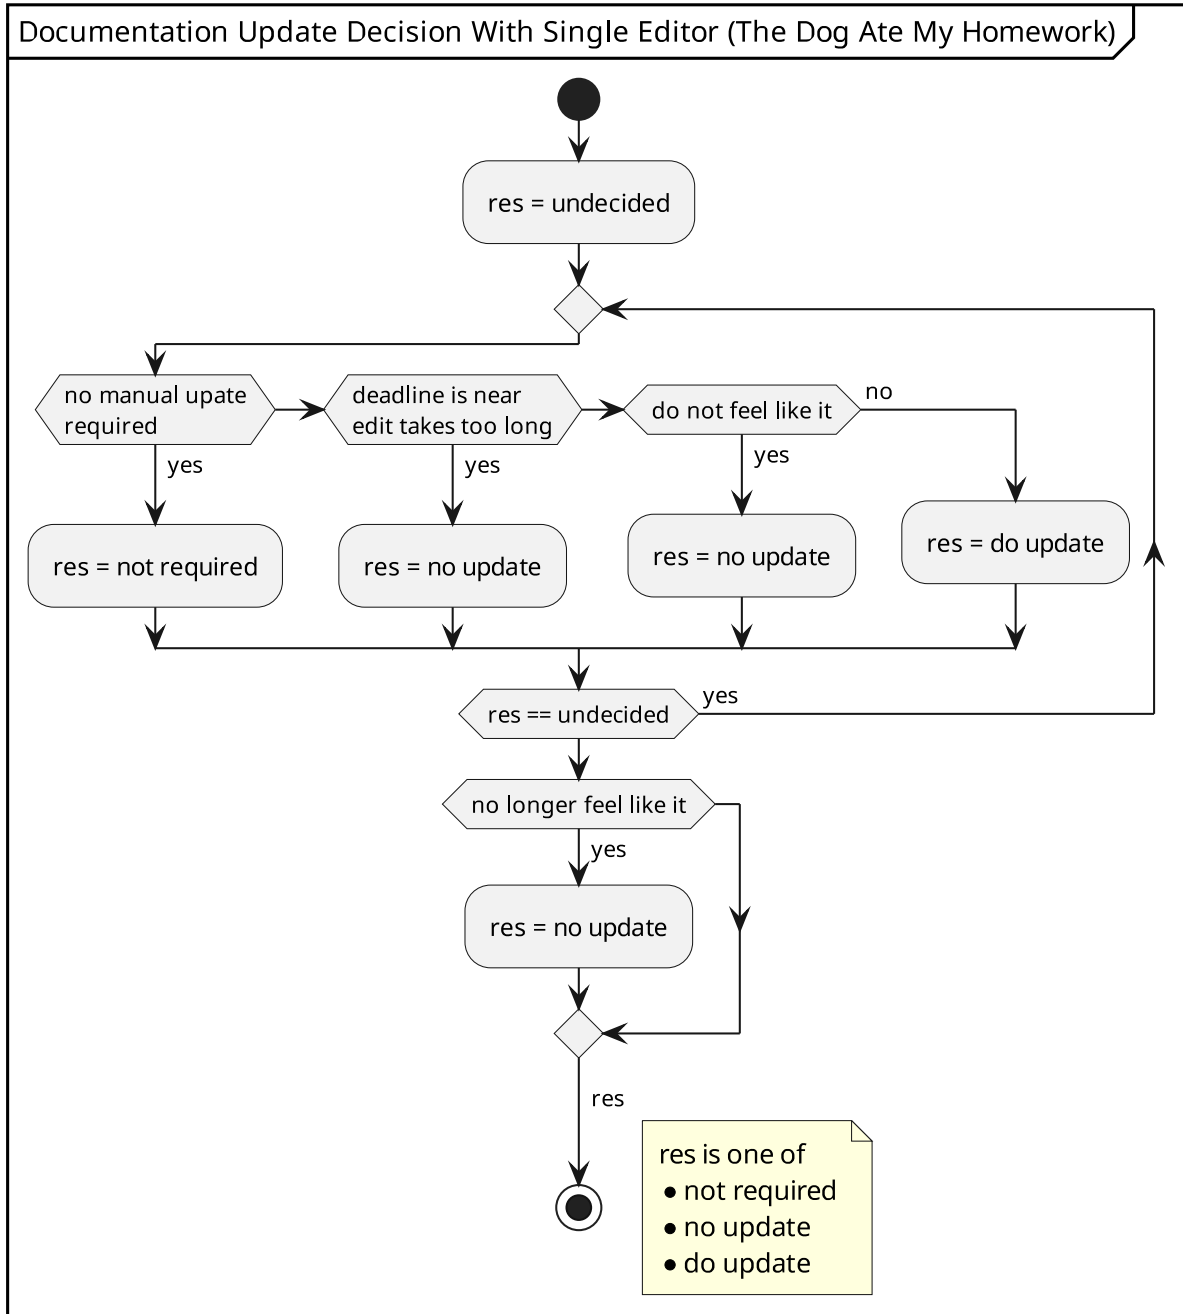 Documentation Update Decision With Single Editor (The Dog Ate My Homework)
res = undecided
no manual upate
required
deadline is near
edit takes too long
do not feel like it
no
yes
yes
yes
res = not required
res = no update
res = no update
res = do update
res == undecided
yes
no longer feel like it
yes
res = no update
res
res is one of
• not required
• no update
• do update